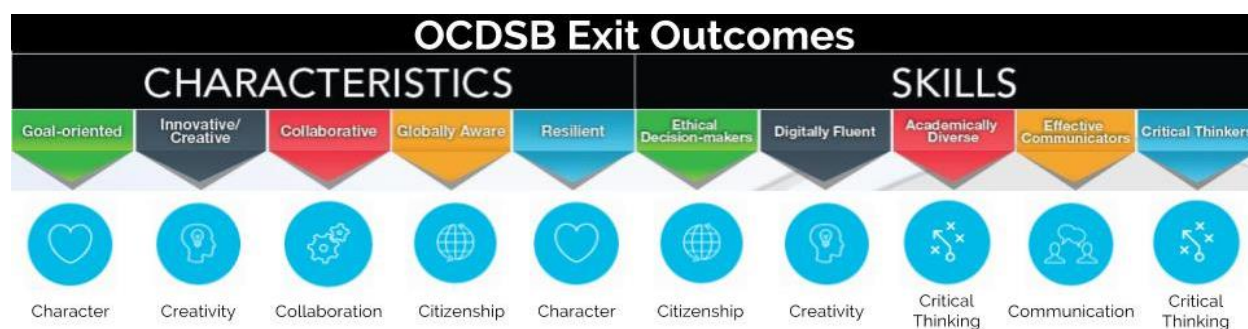 OCDSB Exit Outcomes
CHARACTERISTICS
SKILLS
Goal-oriented
Innovative/
Creative
Collaborative
Globally Aware
Resilient
Ethical
Decision-makers
Digitally Fluent
Academically
Diverse
Effective
Communicators
Critical Thinkers
Character
Creativity
Collaboration
Citizenship
Character
Citizenship
Creativity
Critical
Thinking
Communication
Critical
Thinking